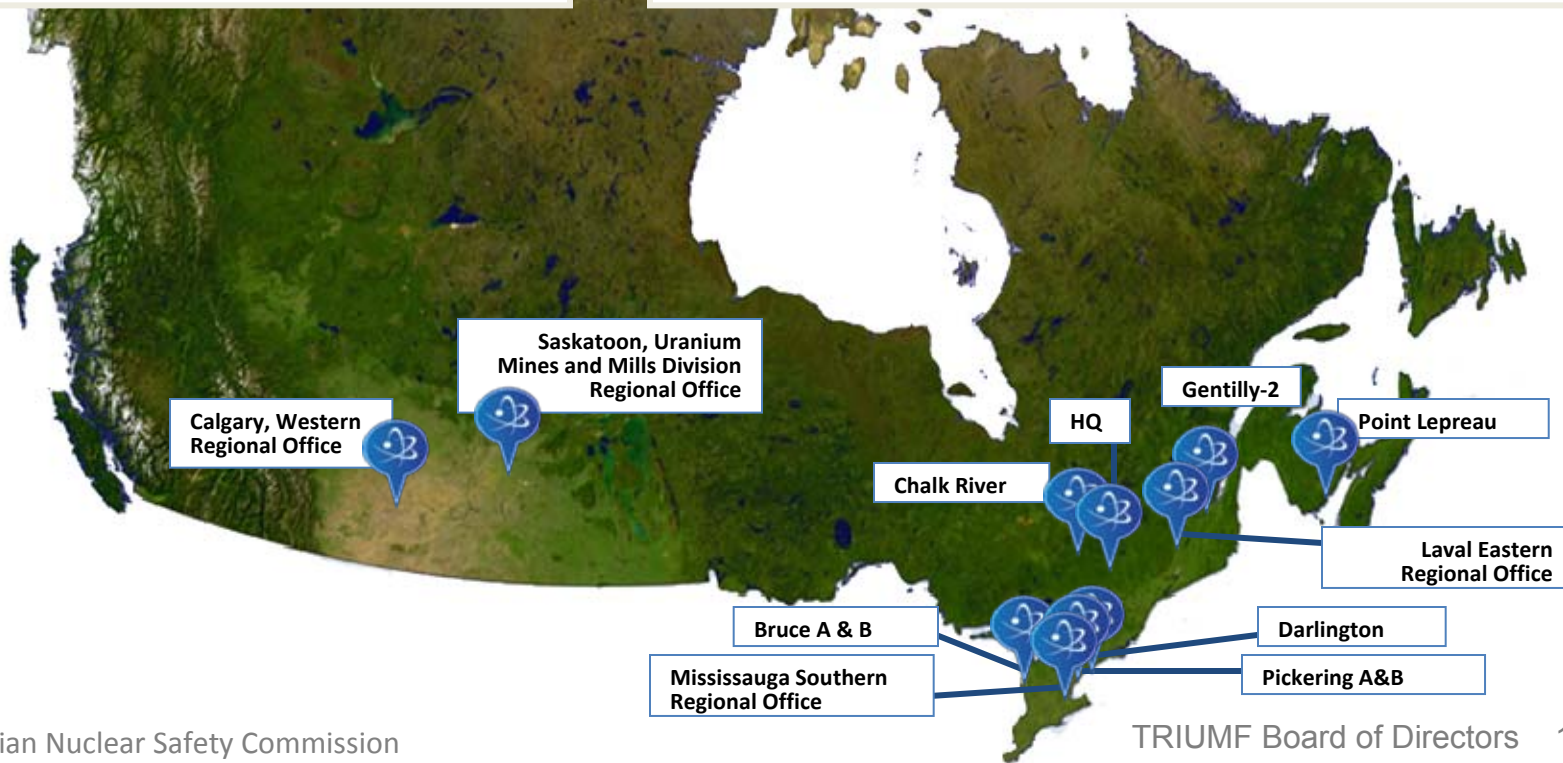 Saskatoon, Uranium
Mines and Mills Division
Regional Office
Calgary, Western
Regional Office
Gentilly-2
HQ
Point Lepreau
Chalk River
Laval Eastern
Regional Office
Bruce A & B
Darlington
Mississauga Southern
Regional Office
Pickering A&B
ian Nuclear Safety Commission
TRIUMF Board of Directors